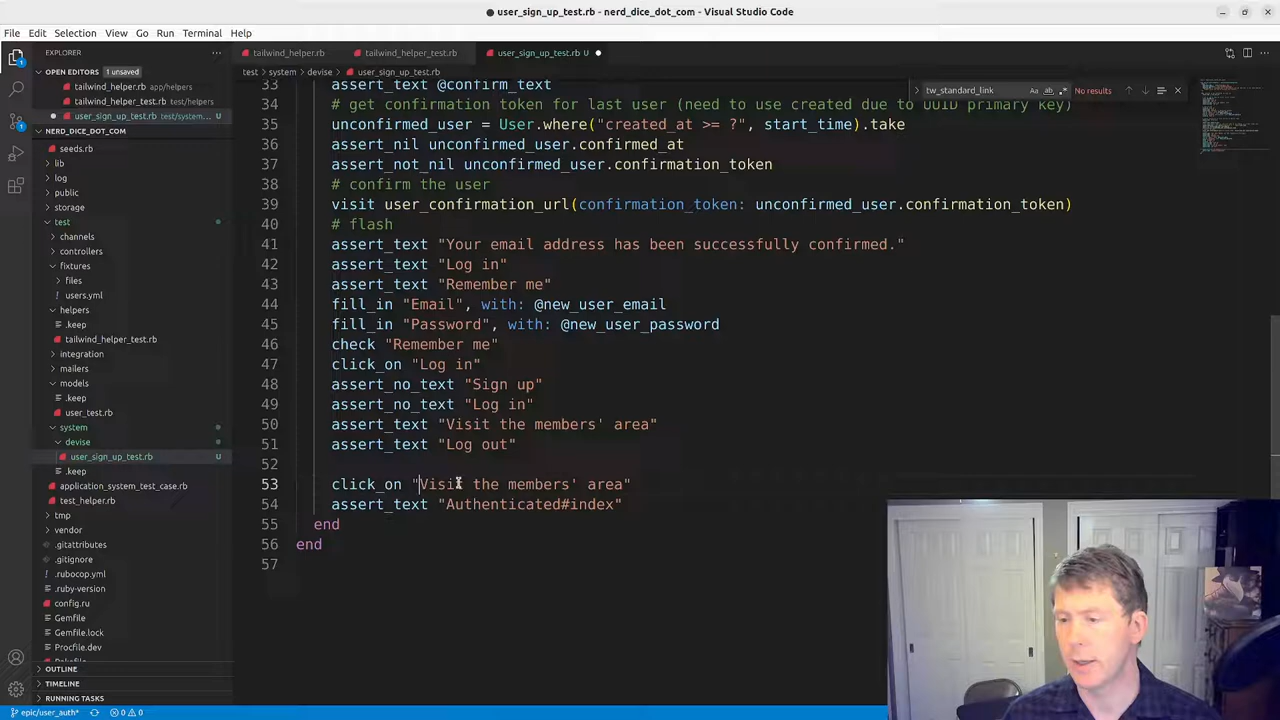 user_sign_up_test.rb - nerd_dice_dot_com - Visual Studio Code
File Edit Selection View Go Run Terminal Help
EXPLORER
OPEN EDITORS 1 unsaved
tailwind_helper.rb app/helpers
tailwind_helper_test.rb test/helpers
user_sign_up_test.rb test/system... U
NERD_DICE_DOT_COM
seeds.rb
lib
log
public
storage
test
channels
controllers
fixtures
files
users.yml
helpers
.keep
tailwind_helper_test.rb
integration
mailers
models
.keep
user_test.rb
system
devise
user_sign_up_test.rb U
.keep
application_system_test_case.rb
test_helper.rb
tmp
vendor
.gitattributes
.gitignore
.rubocop.yml
.ruby-version
config.ru
Gemfile
Gemfile.lock
Procfile.dev
OUTLINE
TIMELINE
RUNNING TASKS
tailwind_helper.rb tailwind_helper_test.rb user_sign_up_test.rb U
test > system > devise > user_sign_up_test.rb
tw_standard_link Aa ab .* No results
33 assert_text @confirm_text
34 # get confirmation token for last user (need to use created due to UUID primary key)
35 unconfirmed_user = User.where("created_at >= ?", start_time).take
36 assert_nil unconfirmed_user.confirmed_at
37 assert_not_nil unconfirmed_user.confirmation_token
38 # confirm the user
39 visit user_confirmation_url(confirmation_token: unconfirmed_user.confirmation_token)
40 # flash
41 assert_text "Your email address has been successfully confirmed."
42 assert_text "Log in"
43 assert_text "Remember me"
44 fill_in "Email", with: @new_user_email
45 fill_in "Password", with: @new_user_password
46 check "Remember me"
47 click_on "Log in"
48 assert_no_text "Sign up"
49 assert_no_text "Log in"
50 assert_text "Visit the members' area"
51 assert_text "Log out"
52
53 click_on "Visit the members' area"
54 assert_text "Authenticated#index"
55 end
56 end
57
epic/user_auth* 0 0